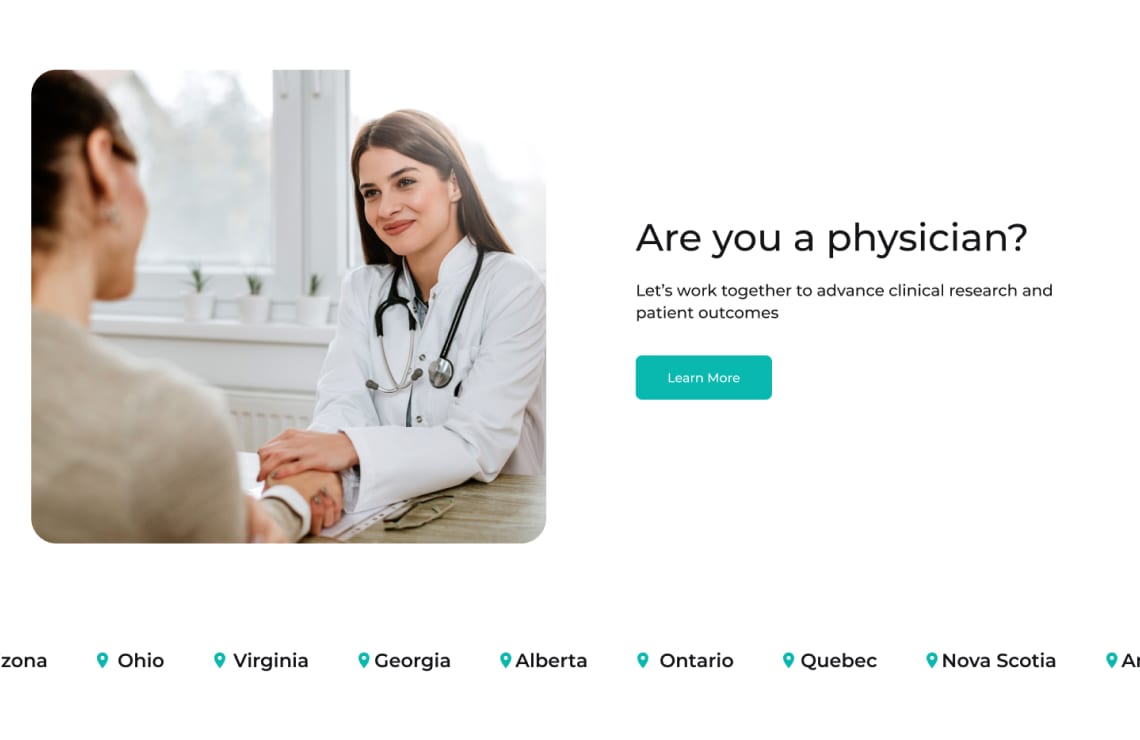 Are you a physician?
Let’s work together to advance clinical research and
patient outcomes
Learn More
zona Ohio Virginia Georgia Alberta Ontario Quebec Nova Scotia Ar